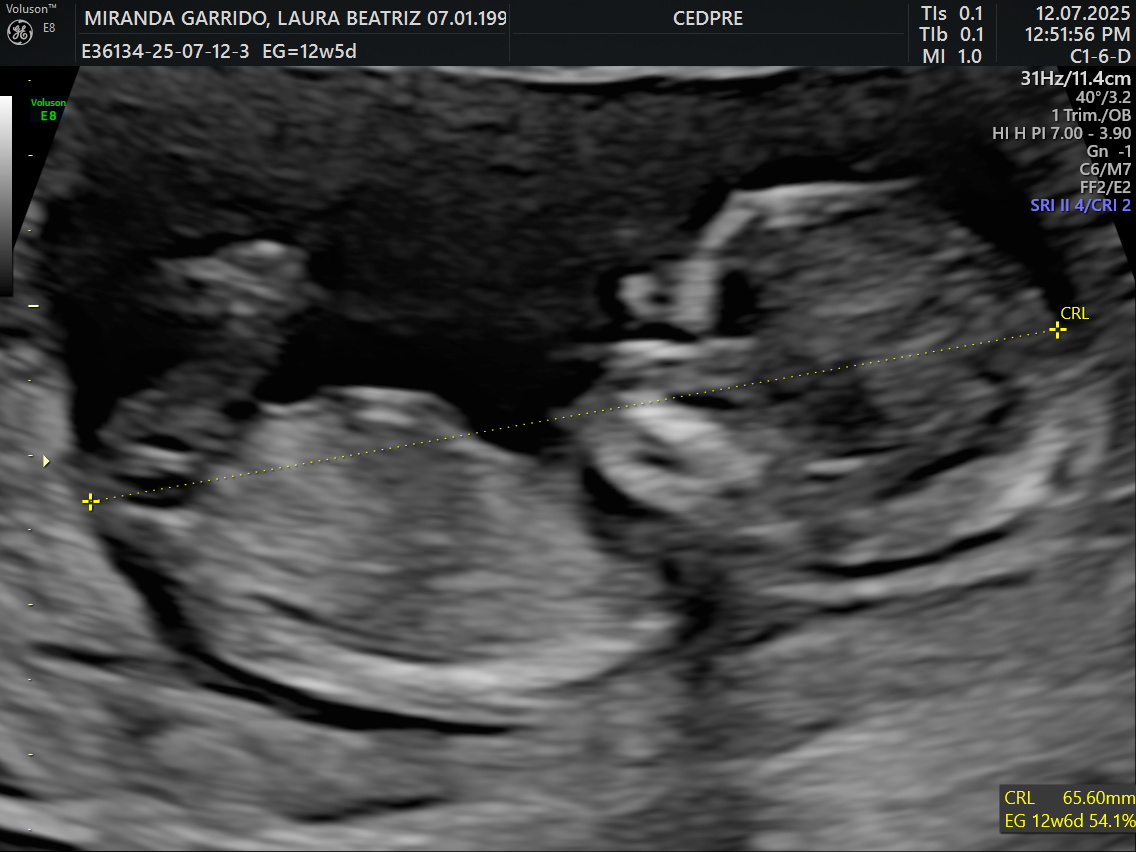 Voluson™
E8
MIRANDA GARRIDO, LAURA BEATRIZ 07.01.199
E36134-25-07-12-3 EG=12w5d
CEDPRE
TIs 0.1
TIb 0.1
MI 1.0
12.07.2025
12:51:56 PM
C1-6-D
31Hz/11.4cm
40°/3.2
1 Trim./OB
HI H PI 7.00 - 3.90
Gn -1
C6/M7
FF2/E2
SRI II 4/CRI 2
Voluson
E8
CRL
CRL 65.60mm
EG 12w6d 54.1%